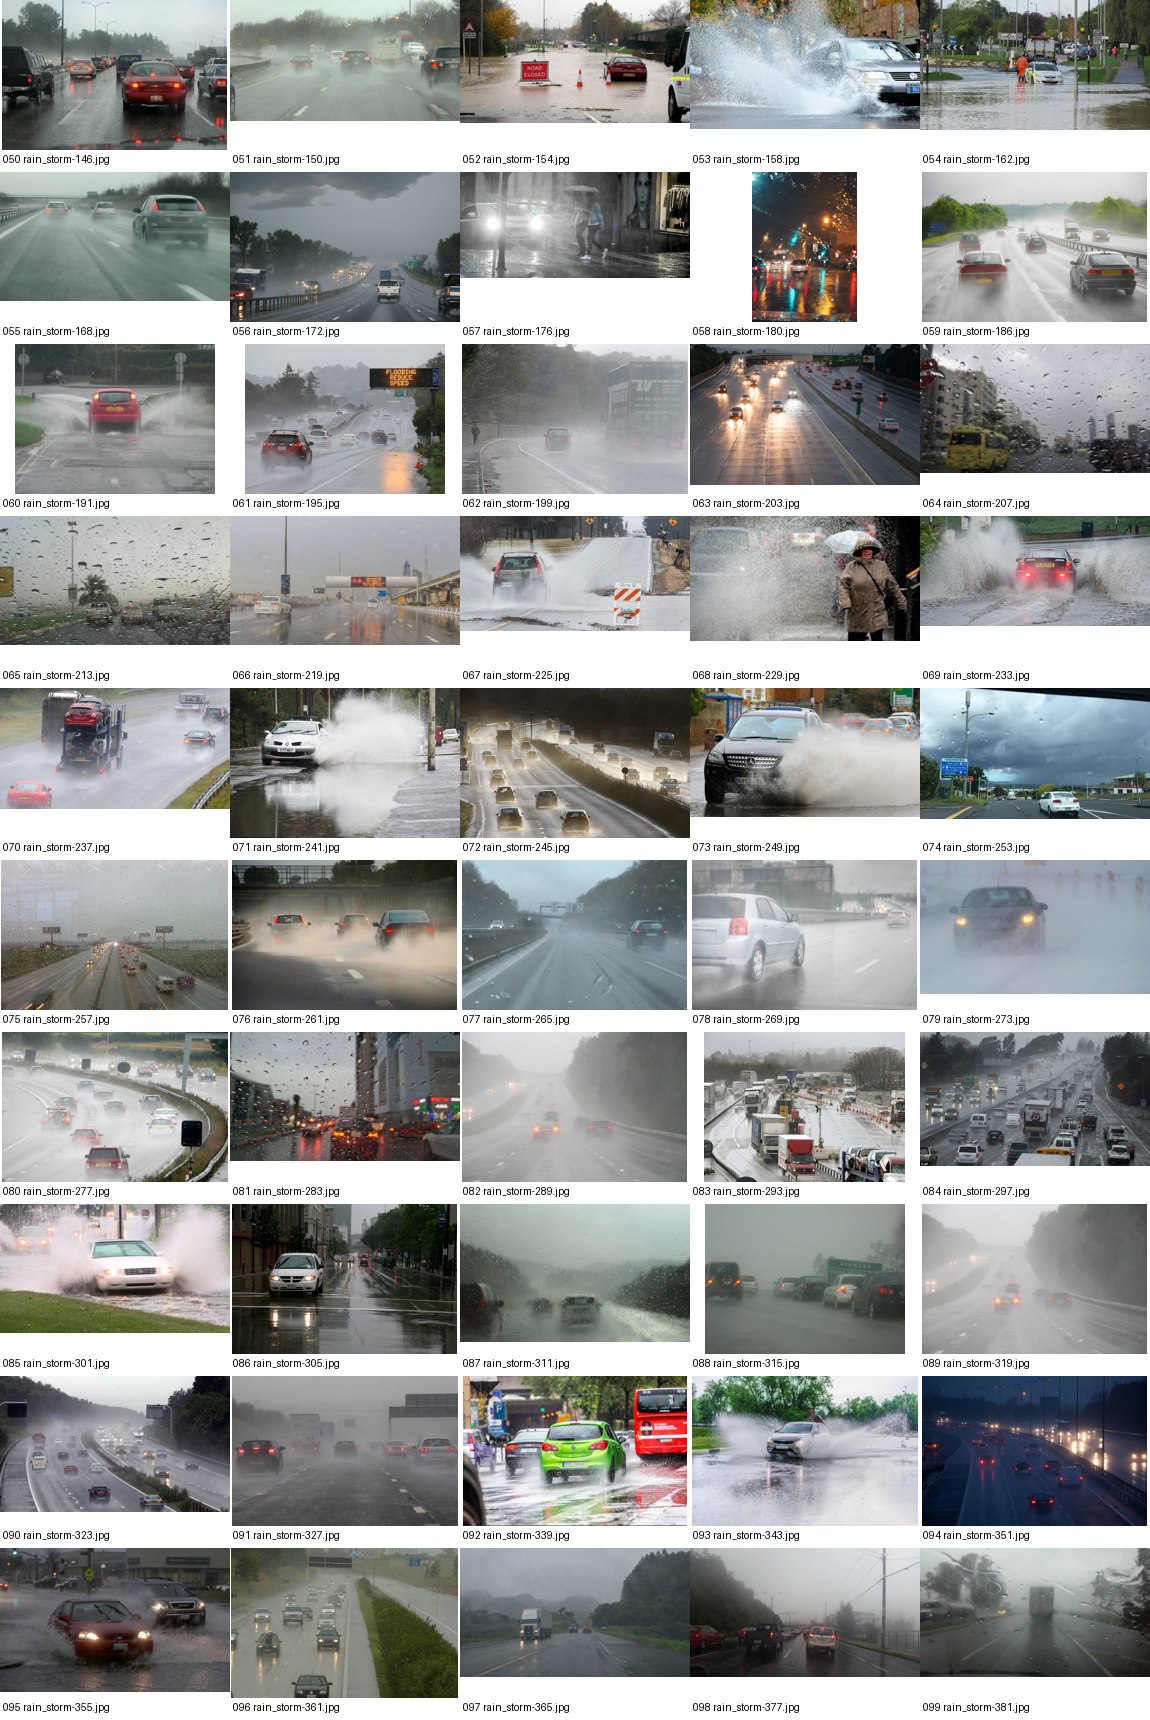 050 rain_storm-146.jpg
051 rain_storm-150.jpg
ROAD
CLOSED
052 rain_storm-154.jpg
053 rain_storm-158.jpg
054 rain_storm-162.jpg
055 rain_storm-168.jpg
056 rain_storm-172.jpg
057 rain_storm-176.jpg
058 rain_storm-180.jpg
059 rain_storm-186.jpg
060 rain_storm-191.jpg
FLOODING
REDUCE
SPEED
061 rain_storm-195.jpg
062 rain_storm-199.jpg
063 rain_storm-203.jpg
064 rain_storm-207.jpg
065 rain_storm-213.jpg
066 rain_storm-219.jpg
067 rain_storm-225.jpg
068 rain_storm-229.jpg
069 rain_storm-233.jpg
070 rain_storm-237.jpg
071 rain_storm-241.jpg
072 rain_storm-245.jpg
073 rain_storm-249.jpg
074 rain_storm-253.jpg
075 rain_storm-257.jpg
076 rain_storm-261.jpg
077 rain_storm-265.jpg
078 rain_storm-269.jpg
079 rain_storm-273.jpg
080 rain_storm-277.jpg
081 rain_storm-283.jpg
082 rain_storm-289.jpg
083 rain_storm-293.jpg
084 rain_storm-297.jpg
085 rain_storm-301.jpg
086 rain_storm-305.jpg
087 rain_storm-311.jpg
088 rain_storm-315.jpg
089 rain_storm-319.jpg
090 rain_storm-323.jpg
091 rain_storm-327.jpg
092 rain_storm-339.jpg
093 rain_storm-343.jpg
094 rain_storm-351.jpg
095 rain_storm-355.jpg
096 rain_storm-361.jpg
097 rain_storm-365.jpg
098 rain_storm-377.jpg
099 rain_storm-381.jpg